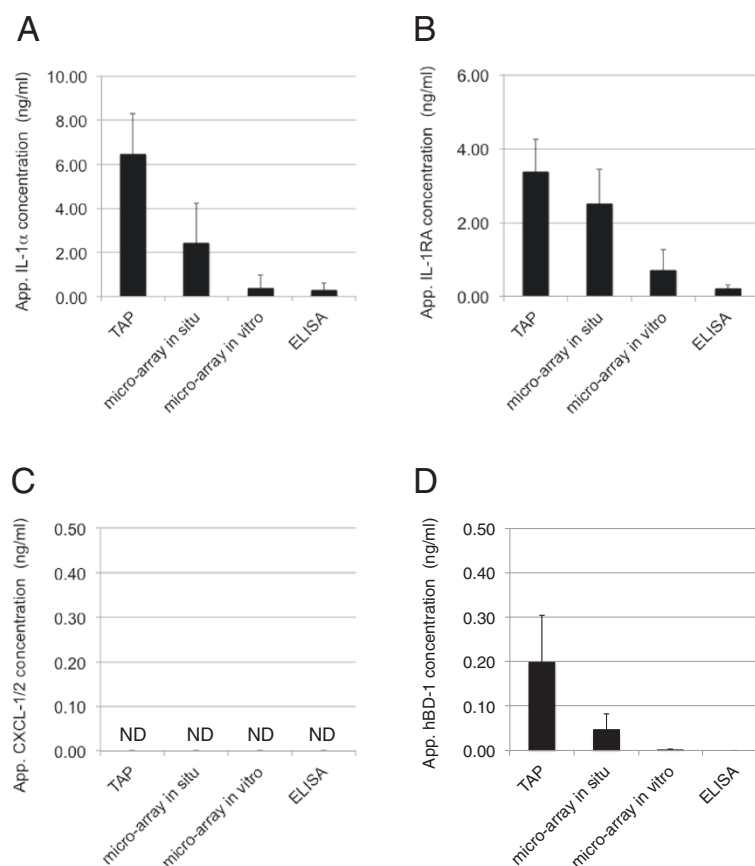 A
App. IL-1α concentration (ng/ml)
10.00
8.00
6.00
4.00
2.00
0.00
TAP
micro-array in situ
micro-array in vitro
ELISA
B
App. IL-1RA concentration (ng/ml)
6.00
4.00
2.00
0.00
TAP
micro-array in situ
micro-array in vitro
ELISA
C
App. CXCL-1/2 concentration (ng/ml)
0.50
0.40
0.30
0.20
0.10
0.00
ND ND ND ND
TAP
micro-array in situ
micro-array in vitro
ELISA
D
App. hBD-1 concentration (ng/ml)
0.50
0.40
0.30
0.20
0.10
0.00
TAP
micro-array in situ
micro-array in vitro
ELISA